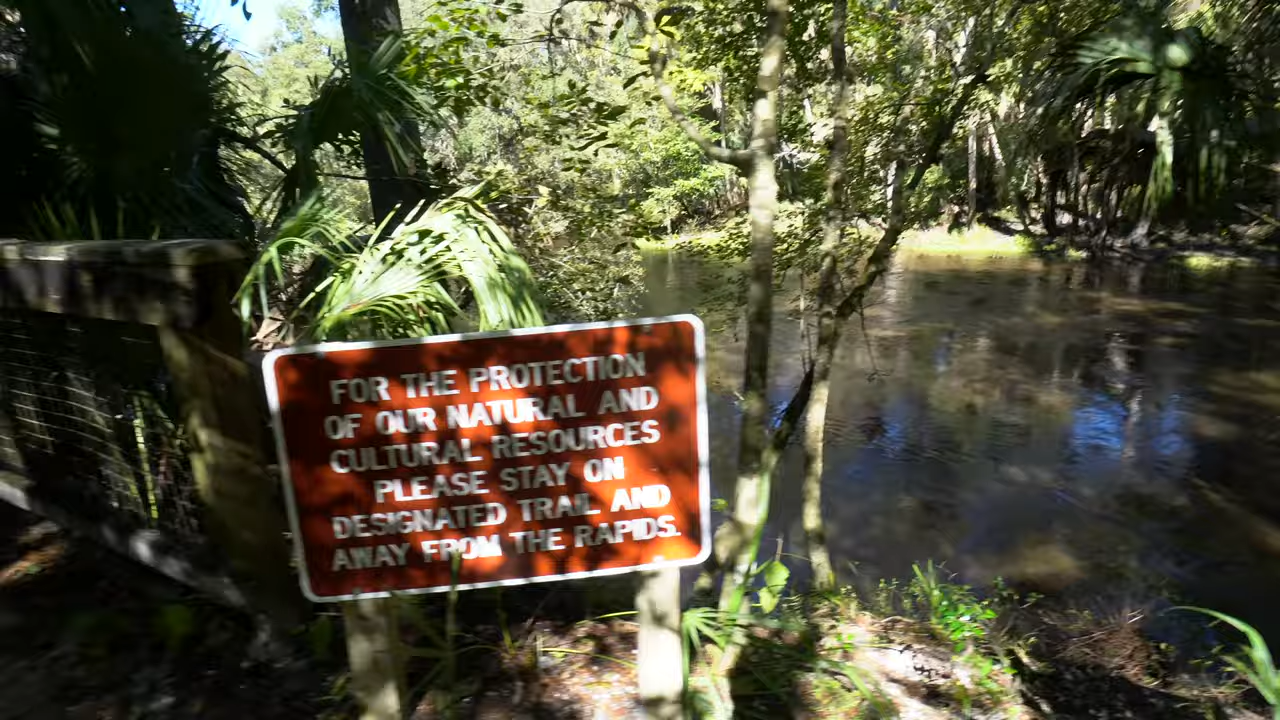 FOR THE PROTECTION
OF OUR NATURAL AND
CULTURAL RESOURCES
PLEASE STAY ON
DESIGNATED TRAIL AND
AWAY FROM THE RAPIDS.